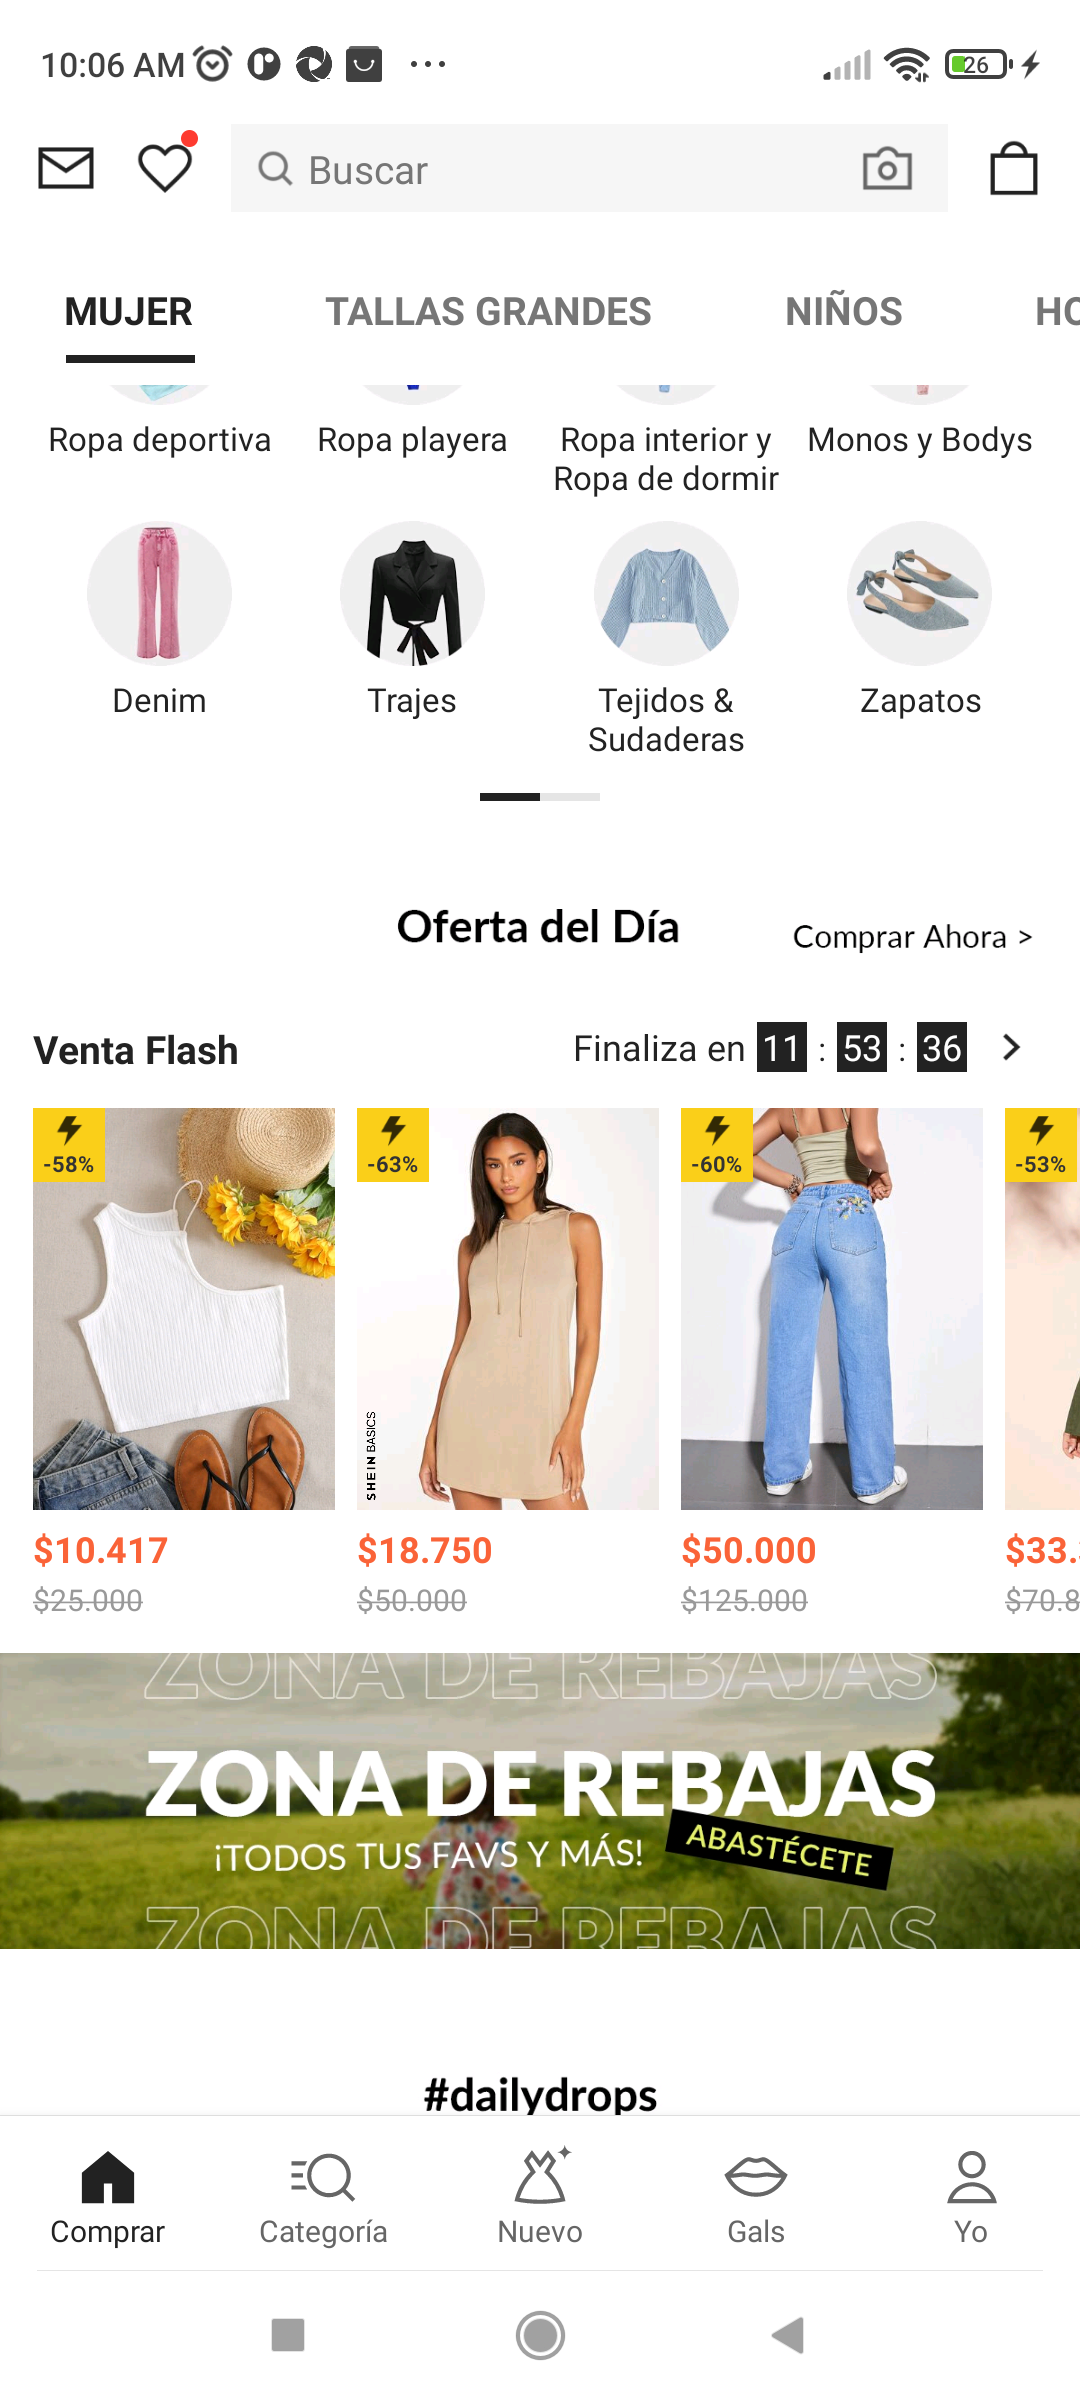 10:06 AM
26
Buscar
MUJER
TALLAS GRANDES
NIÑOS
HO
Ropa deportiva
Ropa playera
Ropa interior y
Ropa de dormir
Monos y Bodys
Denim
Trajes
Tejidos &
Sudaderas
Zapatos
Oferta del Día
Comprar Ahora >
Venta Flash
Finaliza en 11 : 53 : 36
-58%
-63%
-60%
-53%
SHEIN BASICS
$10.417
$25.000
$18.750
$50.000
$50.000
$125.000
$33.
$70.8
ZONA DE REBAJAS
ZONA DE REBAJAS
¡TODOS TUS FAVS Y MÁS!
ABASTÉCETE
ZONA DE REBAJAS
#dailydrops
Comprar
Categoría
Nuevo
Gals
Yo